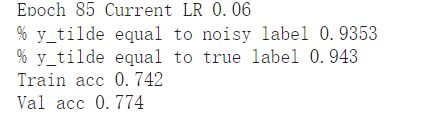 Epoch 85 Current LR 0.06
% y_tilde equal to noisy label 0.9353
% y_tilde equal to true label 0.943
Train acc 0.742
Val acc 0.774